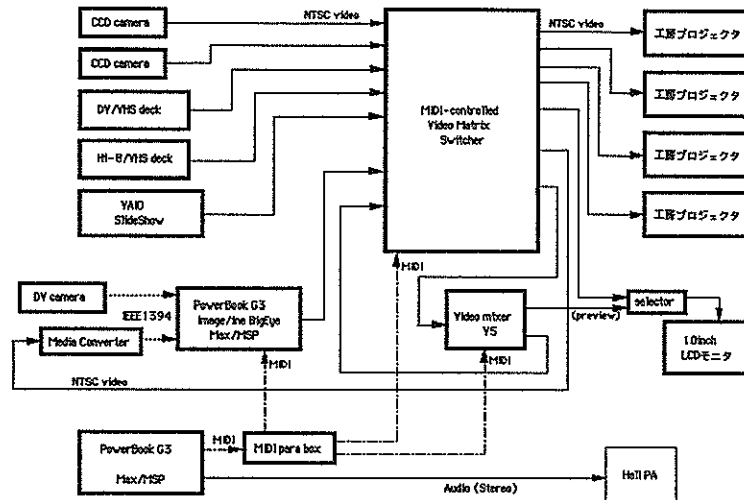 CCD camera
NTSC video
NTSC video
工房プロジェクタ
CCD camera
工房プロジェクタ
DV/VHS deck
MIDI-controlled
Video Matrix
Switcher
Hi-8/VHS deck
工房プロジェクタ
VAIO
SlideShow
工房プロジェクタ
MIDI
DV camera
IEEE1394
PowerBook G3
Image/ine BigEye
Max/MSP
Video mixer
V5
(preview)
selector
Media Converter
MIDI
MIDI
10inch
LCDモニタ
NTSC video
PowerBook G3
Max/MSP
MIDI
MIDI para box
Audio (Stereo)
Hall PA